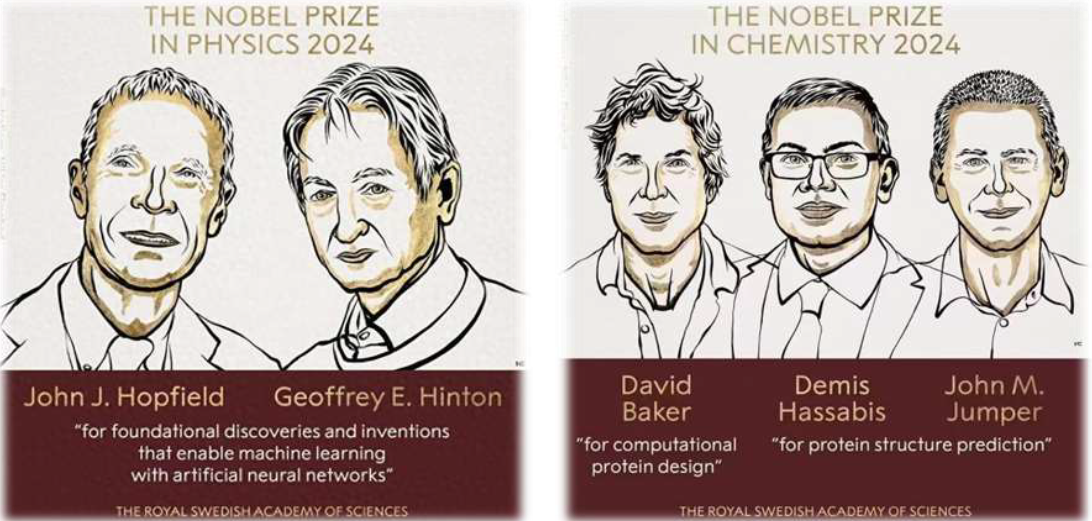 THE NOBEL PRIZE
IN PHYSICS 2024
John J. Hopfield
Geoffrey E. Hinton
“for foundational discoveries and inventions
that enable machine learning
with artificial neural networks”
THE ROYAL SWEDISH ACADEMY OF SCIENCES
THE NOBEL PRIZE
IN CHEMISTRY 2024
David
Baker
“for computational
protein design”
Demis
Hassabis
John M.
Jumper
“for protein structure prediction”
THE ROYAL SWEDISH ACADEMY OF SCIENCES